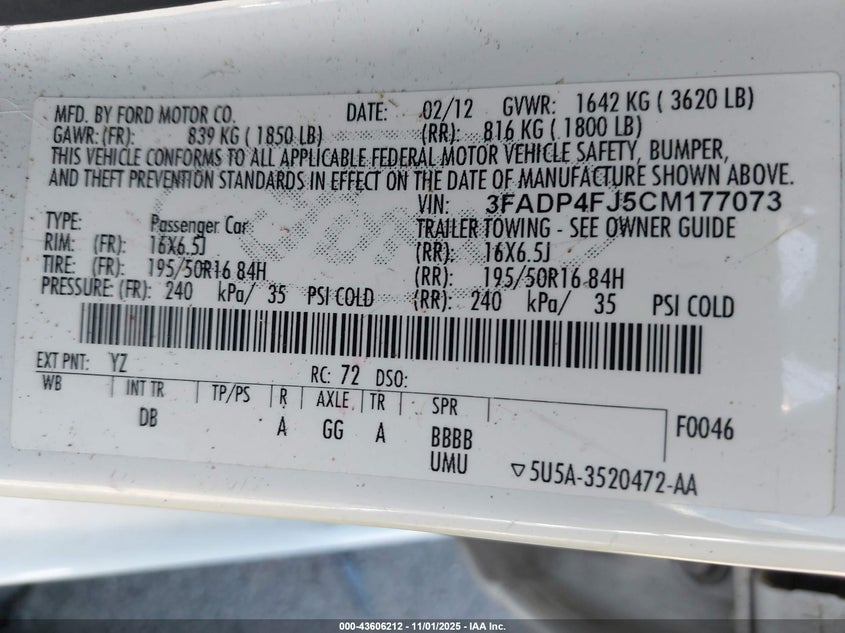 MFD. BY FORD MOTOR CO. DATE: 02/12 GVWR: 1642 KG ( 3620 LB)
GAWR: (FR): 839 KG ( 1850 LB) (RR): 816 KG ( 1800 LB)
THIS VEHICLE CONFORMS TO ALL APPLICABLE FEDERAL MOTOR VEHICLE SAFETY, BUMPER,
AND THEFT PREVENTION STANDARDS IN EFFECT ON THE DATE OF MANUFACTURE SHOWN ABOVE.
VIN: 3FADP4FJ5CM177073
TYPE: Passenger Car TRAILER TOWING - SEE OWNER GUIDE
RIM: (FR): 16X6.5J (RR): 16X6.5J
TIRE: (FR): 195/50R16 84H (RR): 195/50R16 84H
PRESSURE: (FR): 240 kPa/ 35 PSI COLD (RR): 240 kPa/ 35 PSI COLD
EXT PNT: YZ RC: 72 DSO:
WB INT TR TP/PS R AXLE TR SPR
DB A GG A BBBB F0046
UMU ▽5U5A-3520472-AA
000-43606212 - 11/01/2025 - IAA Inc.